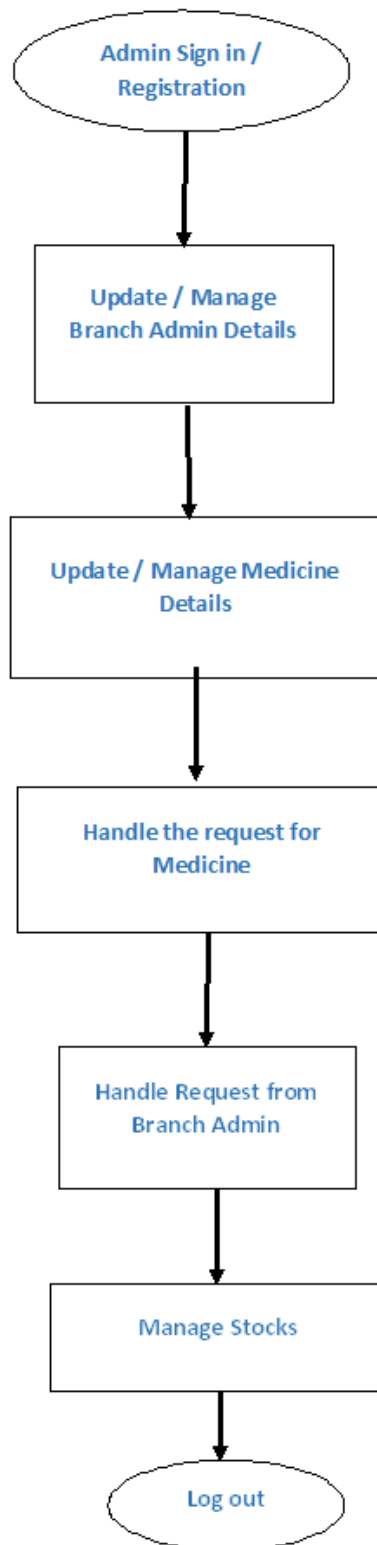 Admin Sign in /
Registration
Update / Manage
Branch Admin Details
Update / Manage Medicine
Details
Handle the request for
Medicine
Handle Request from
Branch Admin
Manage Stocks
Log out